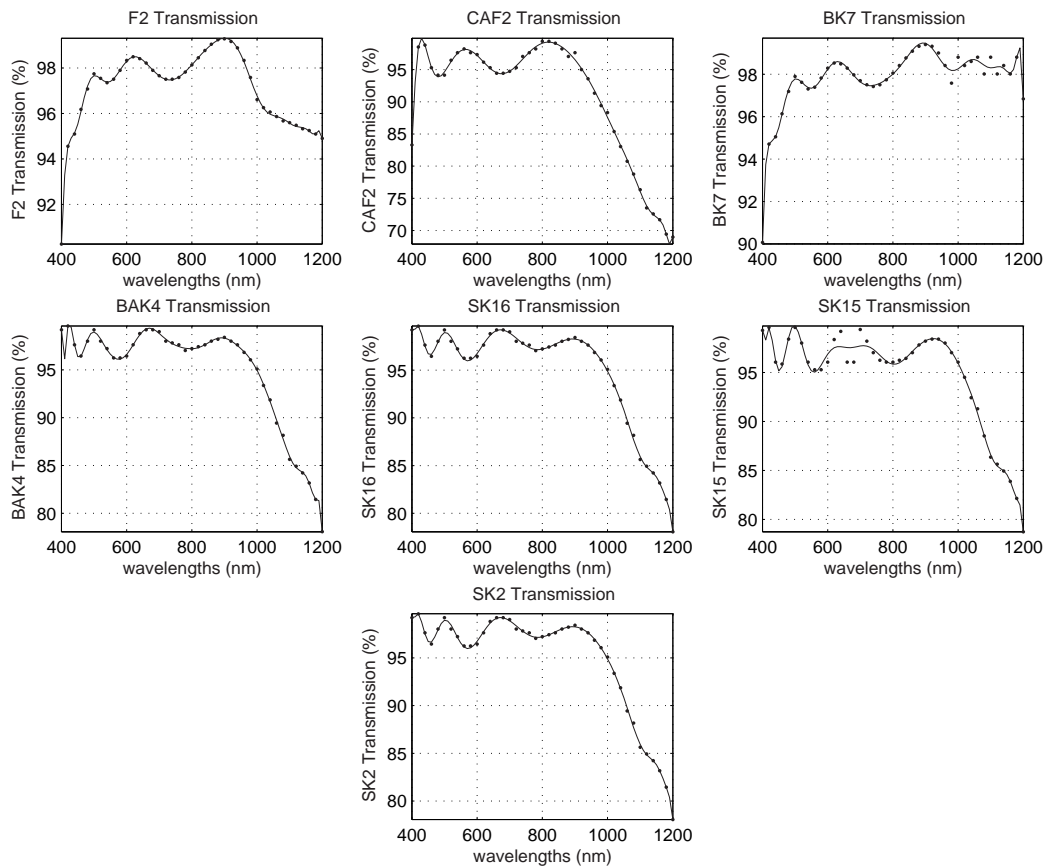 F2 Transmission
F2 Transmission (%)
98
96
94
92
400 600 800 1000 1200
wavelengths (nm)
CAF2 Transmission
CAF2 Transmission (%)
95
90
85
80
75
70
400 600 800 1000 1200
wavelengths (nm)
BK7 Transmission
BK7 Transmission (%)
98
96
94
92
90
400 600 800 1000 1200
wavelengths (nm)
BAK4 Transmission
BAK4 Transmission (%)
95
90
85
80
400 600 800 1000 1200
wavelengths (nm)
SK16 Transmission
SK16 Transmission (%)
95
90
85
80
400 600 800 1000 1200
wavelengths (nm)
SK15 Transmission
SK15 Transmission (%)
95
90
85
80
400 600 800 1000 1200
wavelengths (nm)
SK2 Transmission
SK2 Transmission (%)
95
90
85
80
400 600 800 1000 1200
wavelengths (nm)